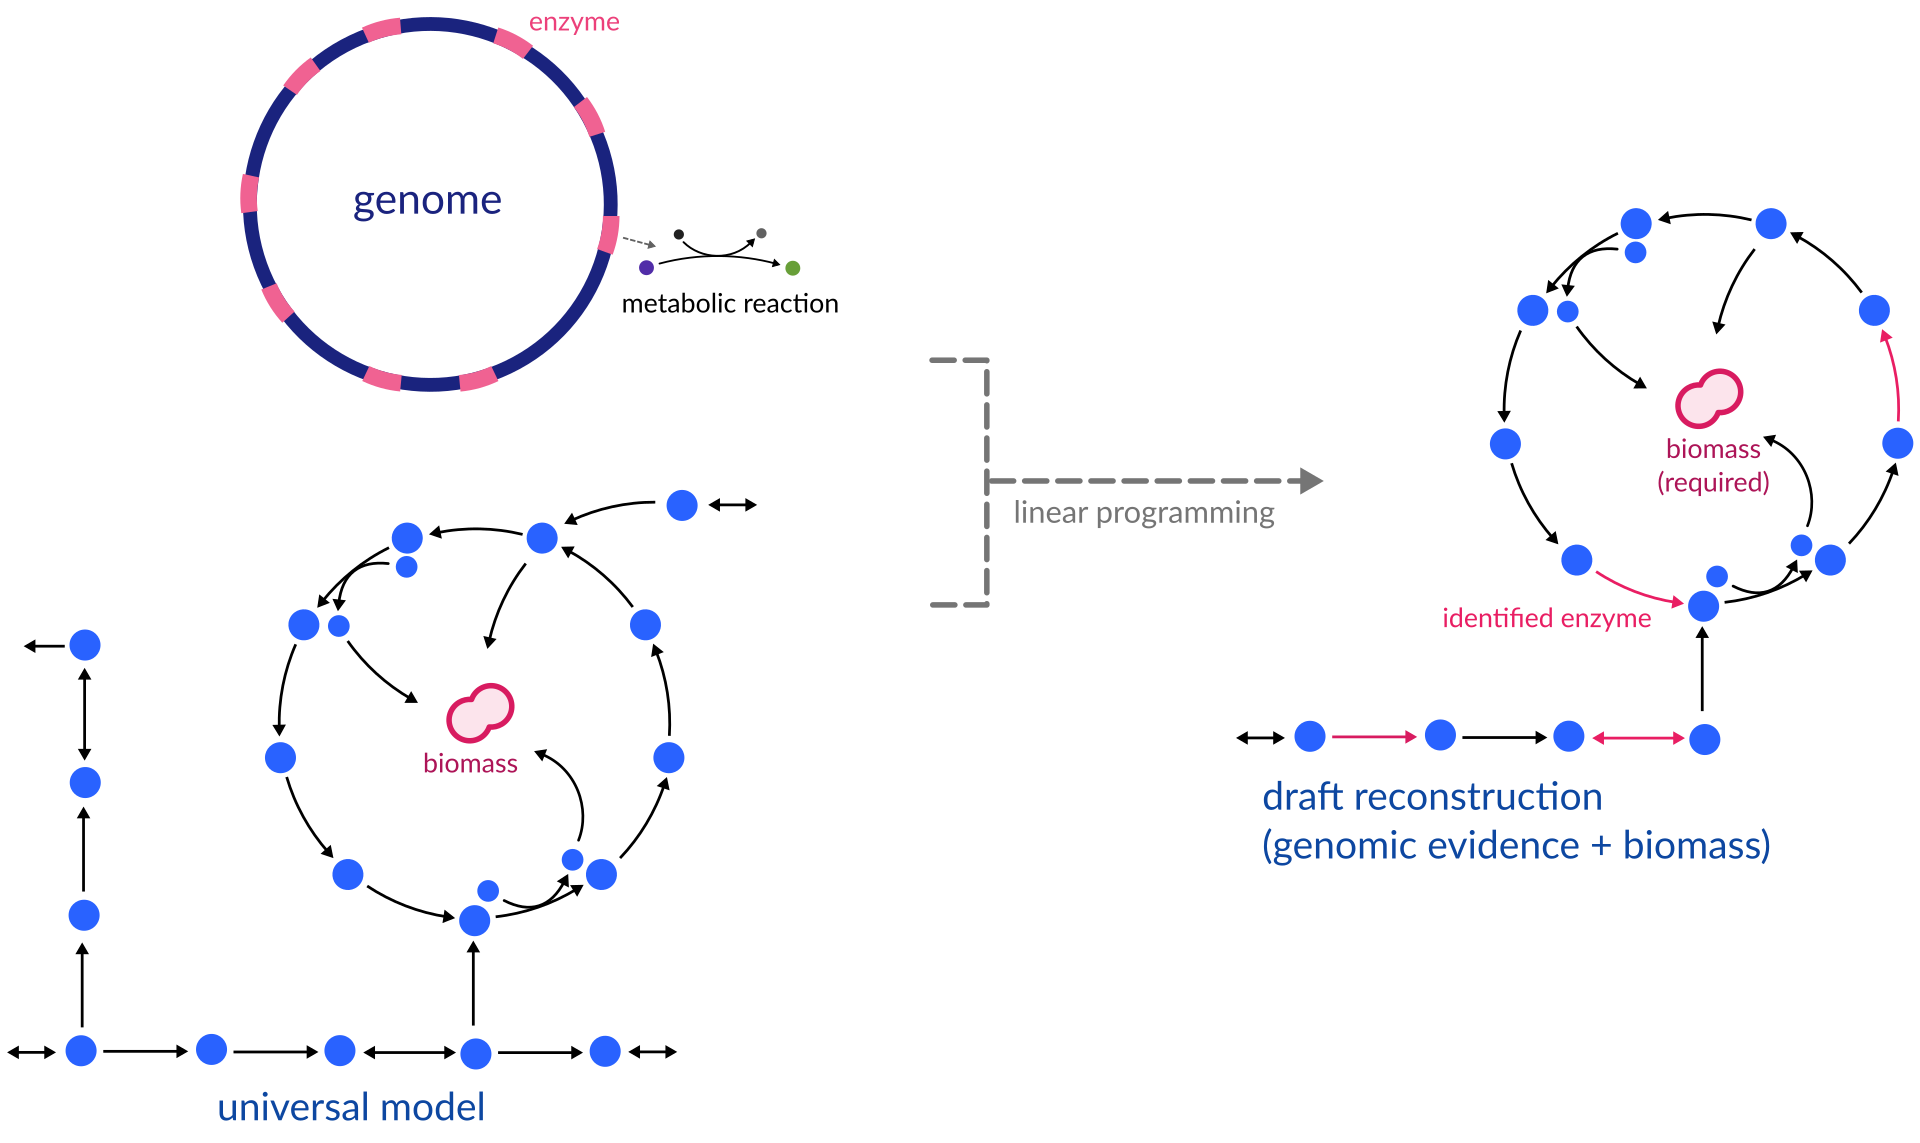 enzyme
genome
metabolic reaction
biomass
universal model
linear programming
biomass
(required)
identified enzyme
draft reconstruction
(genomic evidence + biomass)